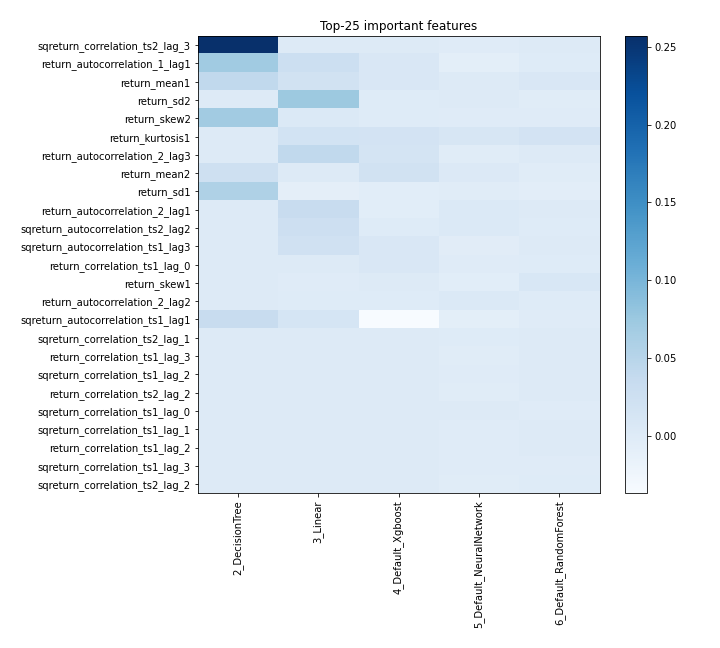 Top-25 important features
sqreturn_correlation_ts2_lag_3
return_autocorrelation_1_lag1
return_mean1
return_sd2
return_skew2
return_kurtosis1
return_autocorrelation_2_lag3
return_mean2
return_sd1
return_autocorrelation_2_lag1
sqreturn_autocorrelation_ts2_lag2
sqreturn_autocorrelation_ts1_lag3
return_correlation_ts1_lag_0
return_skew1
return_autocorrelation_2_lag2
sqreturn_autocorrelation_ts1_lag1
sqreturn_correlation_ts2_lag_1
return_correlation_ts1_lag_3
sqreturn_correlation_ts1_lag_2
return_correlation_ts2_lag_2
sqreturn_correlation_ts1_lag_0
sqreturn_correlation_ts1_lag_1
return_correlation_ts1_lag_2
sqreturn_correlation_ts1_lag_3
sqreturn_correlation_ts2_lag_2
2_DecisionTree
3_Linear
4_Default_Xgboost
5_Default_NeuralNetwork
6_Default_RandomForest
0.25
0.20
0.15
0.10
0.05
0.00